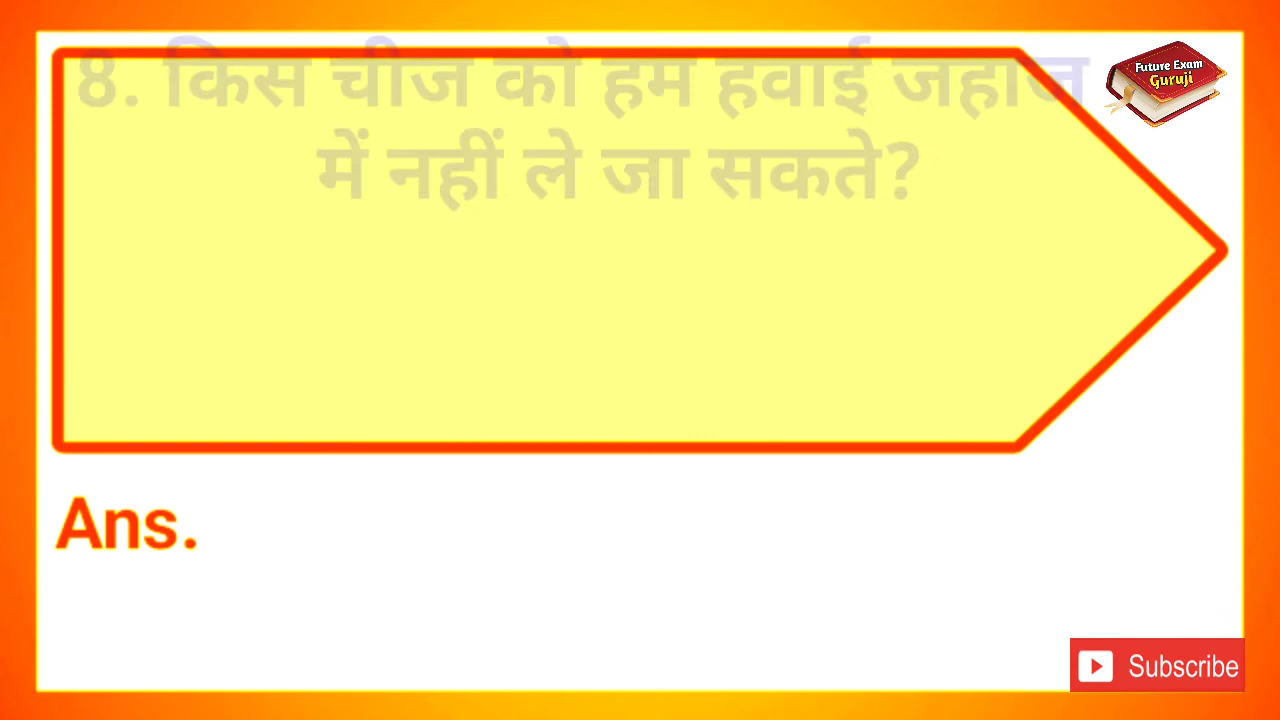 8. किस चीज को हम हवाई जहाज
में नहीं ले जा सकते?
Future Exam
Guruji
Ans.
Subscribe